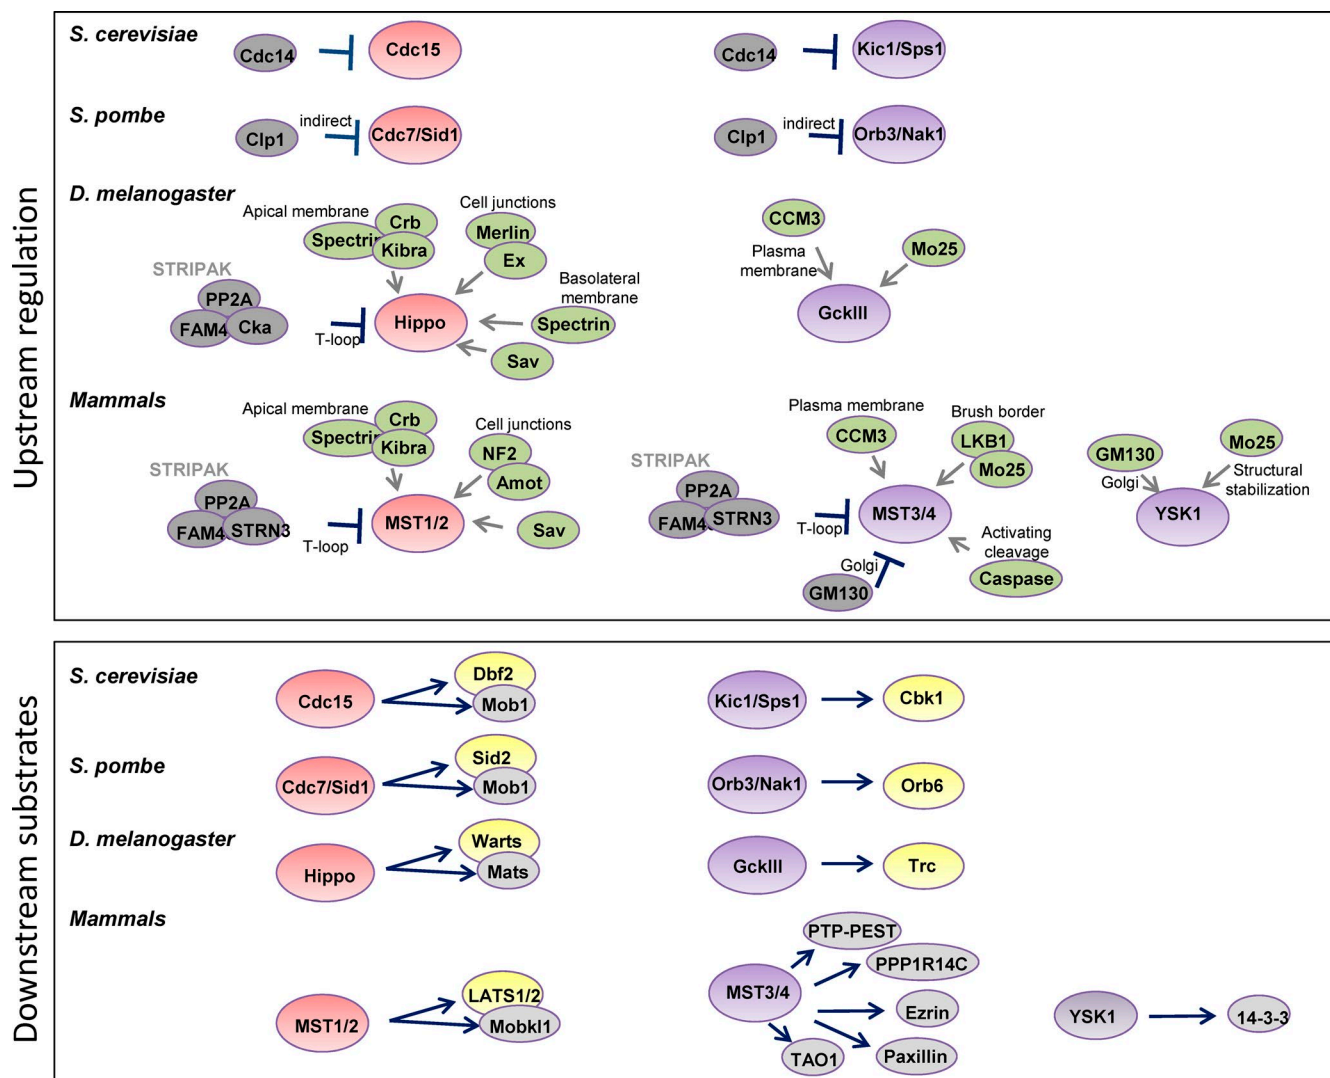 Upstream regulation
S. cerevisiae
Cdc14
Cdc15
Cdc14
Kic1/Sps1
S. pombe
Clp1
indirect
Cdc7/Sid1
Clp1
indirect
Orb3/Nak1
D. melanogaster
Apical membrane
Crb
Spectrin
Kibra
Cell junctions
Merlin
Ex
STRIPAK
PP2A
FAM4
Cka
T-loop
Hippo
Basolateral
membrane
Spectrin
Sav
CCM3
Plasma
membrane
Mo25
GckIII
Mammals
Apical membrane
Crb
Spectrin
Kibra
Cell junctions
NF2
Amot
STRIPAK
PP2A
FAM4
STRN3
T-loop
MST1/2
Sav
STRIPAK
PP2A
FAM4
STRN3
T-loop
Plasma membrane
CCM3
Brush border
LKB1
Mo25
MST3/4
Golgi
GM130
Activating
cleavage
Caspase
GM130
Golgi
Mo25
Structural
stabilization
YSK1
Downstream substrates
S. cerevisiae
Cdc15
Dbf2
Mob1
Kic1/Sps1
Cbk1
S. pombe
Cdc7/Sid1
Sid2
Mob1
Orb3/Nak1
Orb6
D. melanogaster
Hippo
Warts
Mats
GckIII
Trc
Mammals
MST1/2
LATS1/2
Mobkl1
MST3/4
PTP-PEST
PPP1R14C
Ezrin
Paxillin
TAO1
YSK1
14-3-3